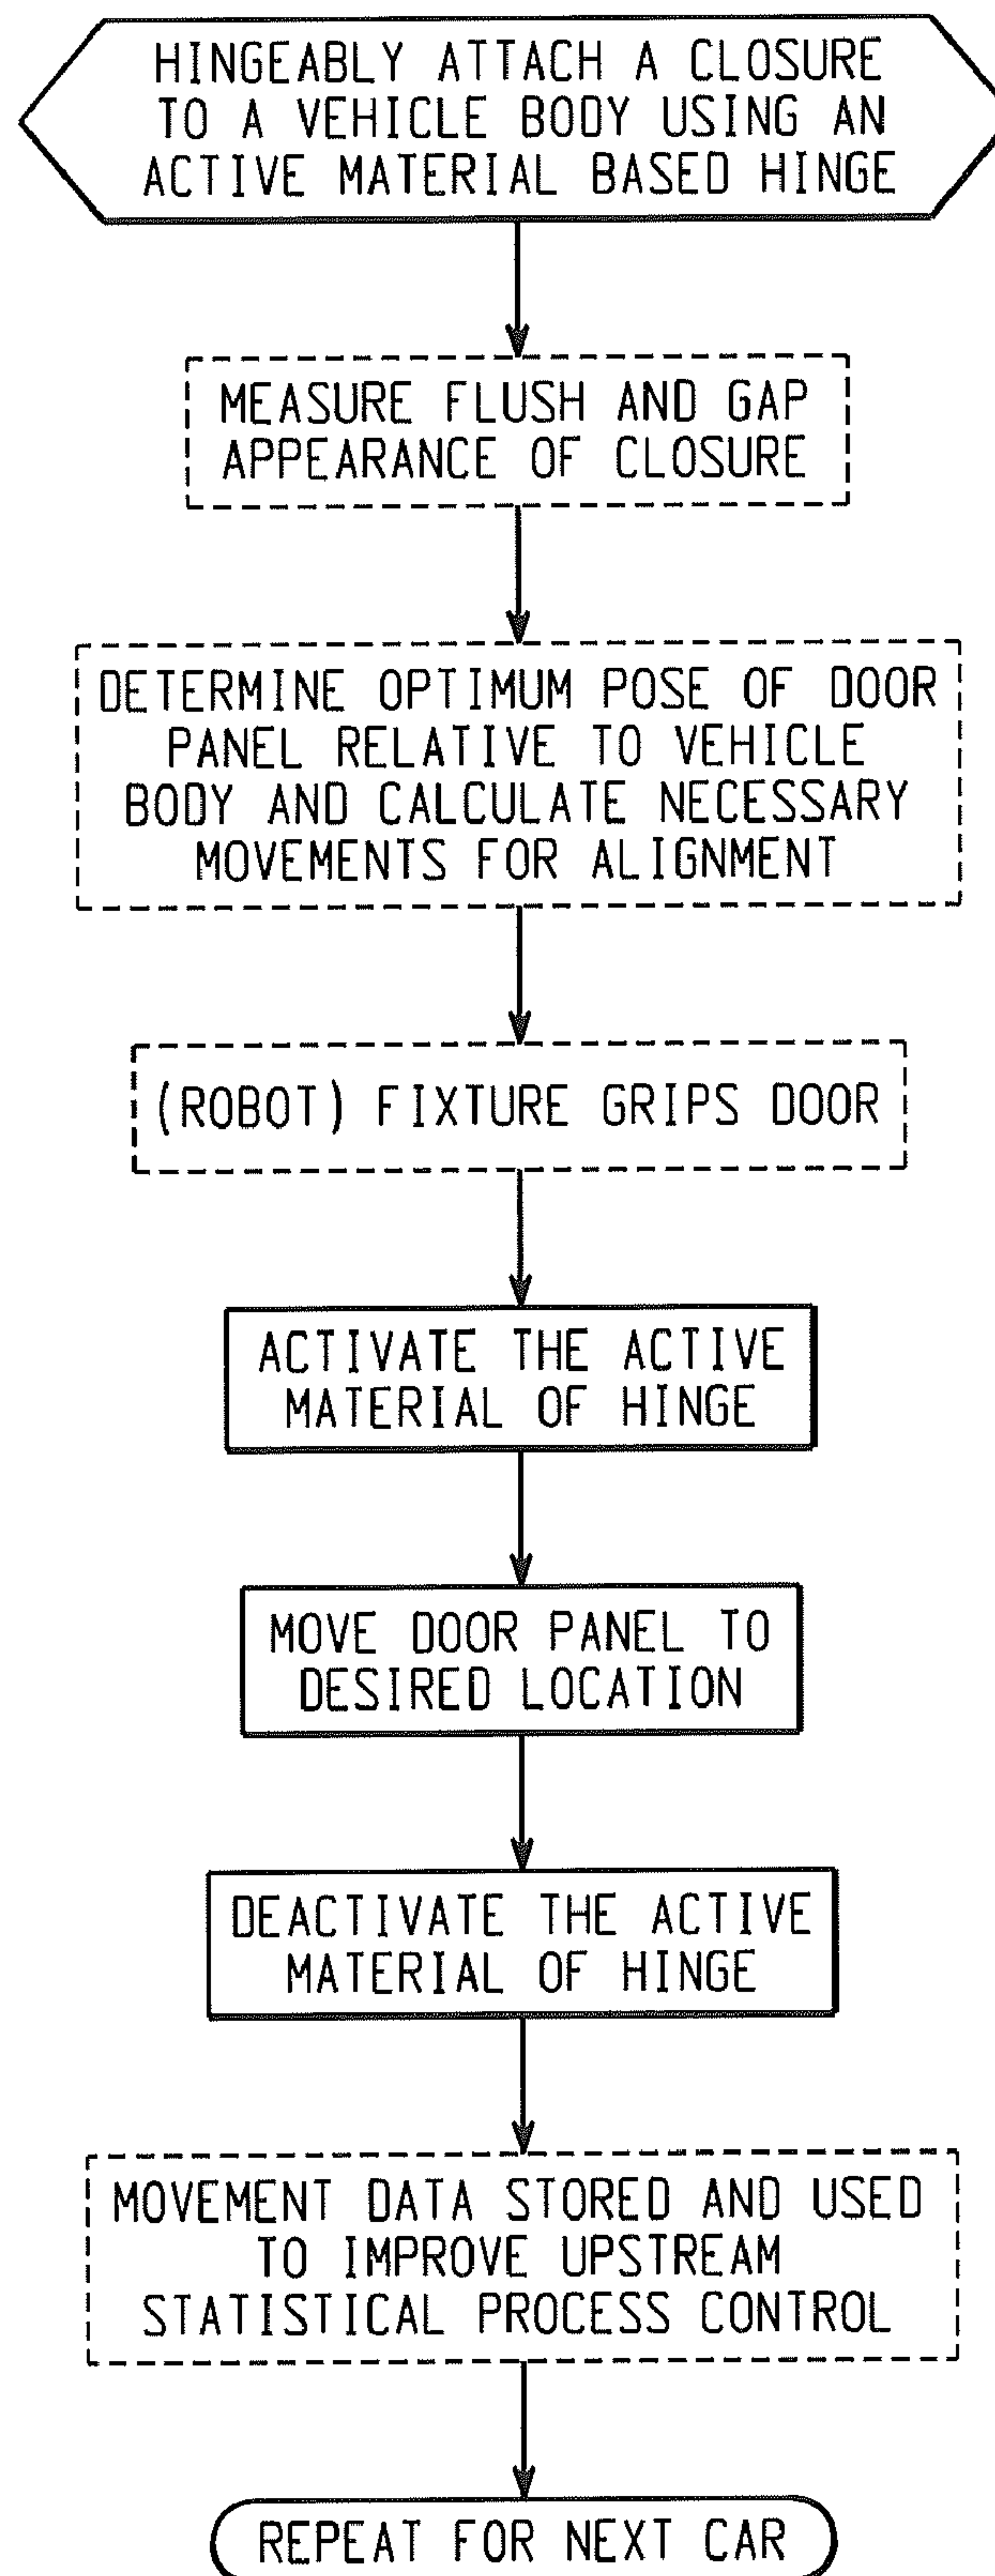 HINGEABLY ATTACH A CLOSURE
TO A VEHICLE BODY USING AN
ACTIVE MATERIAL BASED HINGE
MEASURE FLUSH AND GAP
APPEARANCE OF CLOSURE
DETERMINE OPTIMUM POSE OF DOOR
PANEL RELATIVE TO VEHICLE
BODY AND CALCULATE NECESSARY
MOVEMENTS FOR ALIGNMENT
(ROBOT) FIXTURE GRIPS DOOR
ACTIVATE THE ACTIVE
MATERIAL OF HINGE
MOVE DOOR PANEL TO
DESIRED LOCATION
DEACTIVATE THE ACTIVE
MATERIAL OF HINGE
MOVEMENT DATA STORED AND USED
TO IMPROVE UPSTREAM
STATISTICAL PROCESS CONTROL
REPEAT FOR NEXT CAR